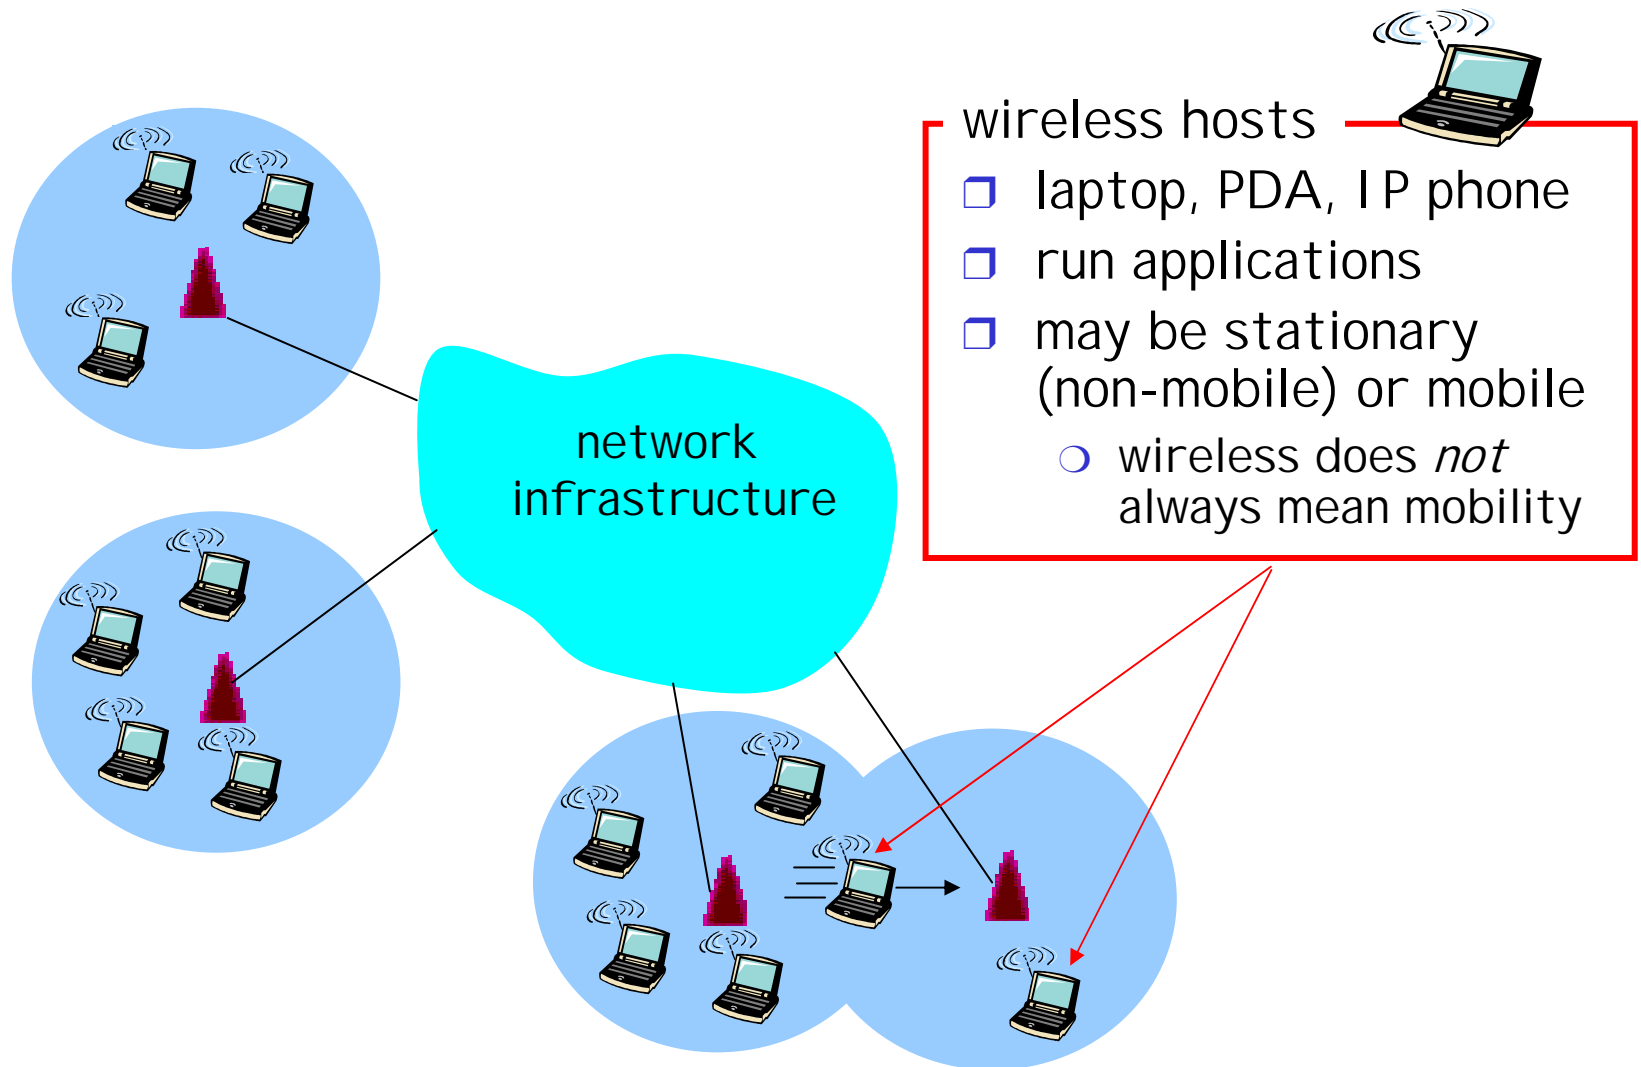 wireless hosts
laptop, PDA, IP phone
run applications
may be stationary
(non-mobile) or mobile
wireless does not
always mean mobility
network
infrastructure